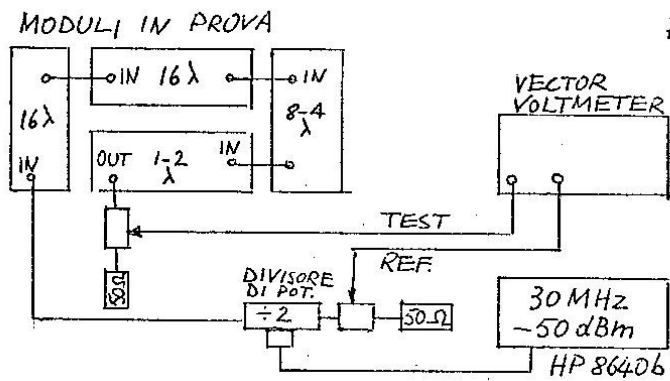 MODULI IN PROVA
16λ
IN
IN 16λ
IN
8-4
λ
OUT
1-2
λ
IN
50Ω
VECTOR
VOLTMETER
TEST
REF.
DIVISORE
DI POT.
÷2
50Ω
30 MHz
-50 dBm
HP 8640b